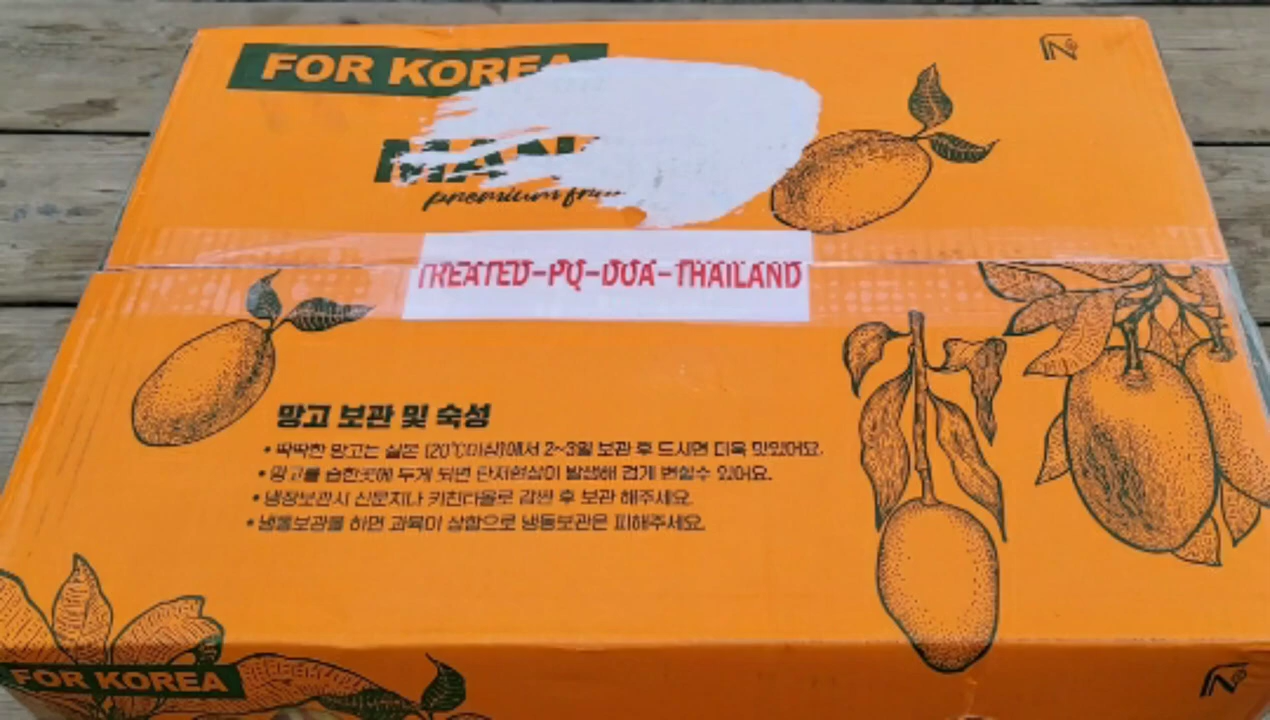 FOR KOREA
MAN
premium fru
TREATED-PQ-DOA-THAILAND
망고 보관 및 숙성
• 딱딱한 망고는 실온 (20℃이상)에서 2~3일 보관 후 드시면 더욱 맛있어요.
• 망고를 습한곳에 두게 되면 탄저현상이 발생해 검게 변할수 있어요.
• 냉장보관시 신문지나 키친타올로 감싼 후 보관 해주세요.
• 냉동보관을 하면 과육이 상함으로 냉동보관은 피해주세요.
FOR KOREA